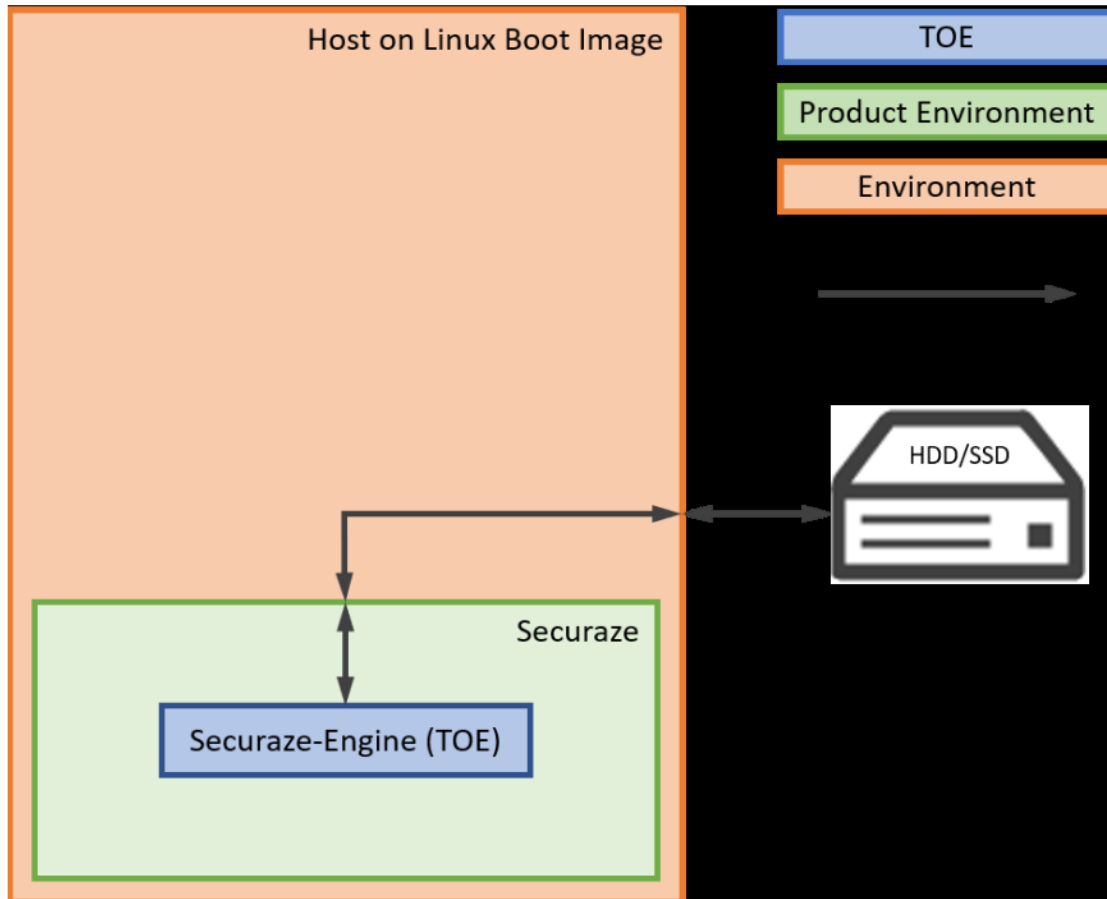 Host on Linux Boot Image
TOE
Product Environment
Environment
HDD/SSD
Securaze
Securaze-Engine (TOE)